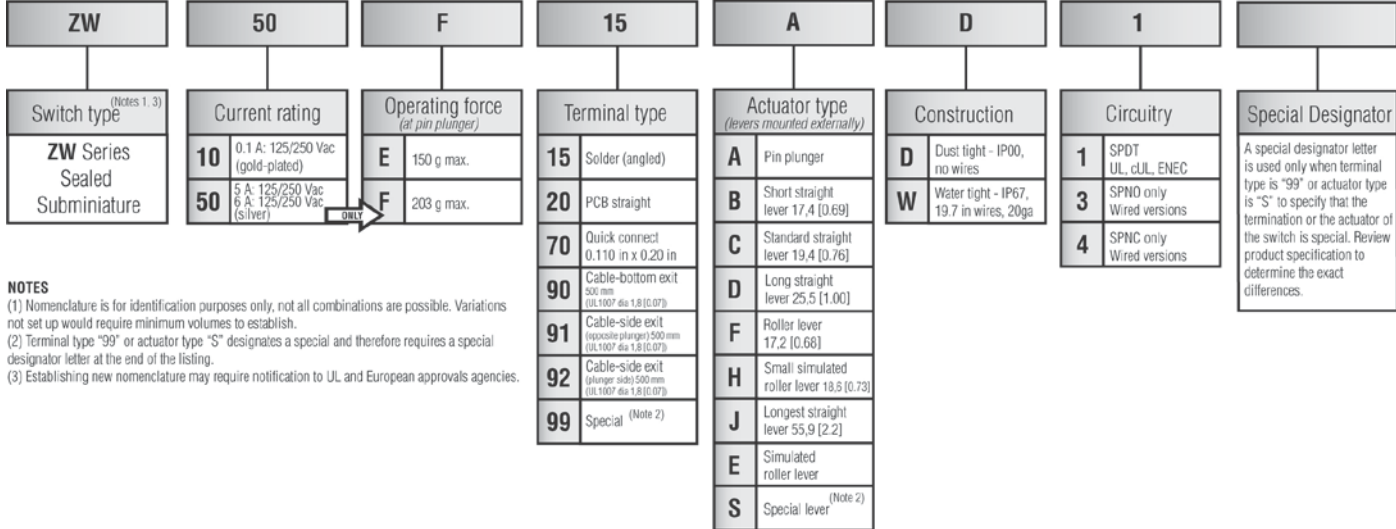 ZW
50
F
15
A
D
1
Switch type (Notes 1, 3)
ZW Series
Sealed
Subminiature
Current rating
10
0.1 A: 125/250 Vac
(gold-plated)
50
5 A: 125/250 Vac
6 A: 125/250 Vac
(silver)
ONLY
Operating force
(at pin plunger)
E
150 g max.
F
203 g max.
Terminal type
15
Solder (angled)
20
PCB straight
70
Quick connect
0.110 in x 0.20 in
90
Cable-bottom exit
500 mm
(UL1007 dia 1,8 [0.07])
91
Cable-side exit
(opposite plunger) 500 mm
(UL1007 dia 1,8 [0.07])
92
Cable-side exit
(plunger side) 500 mm
(UL1007 dia 1,8 [0.07])
99
Special (Note 2)
Actuator type
(levers mounted externally)
A
Pin plunger
B
Short straight
lever 17,4 [0.69]
C
Standard straight
lever 19,4 [0.76]
D
Long straight
lever 25,5 [1.00]
F
Roller lever
17,2 [0.68]
H
Small simulated
roller lever 18,6 [0.73]
J
Longest straight
lever 55,9 [2.2]
E
Simulated
roller lever
S
Special lever (Note 2)
Construction
D
Dust tight - IP00,
no wires
W
Water tight - IP67,
19.7 in wires, 20ga
Circuitry
1
SPDT
UL, cUL, ENEC
3
SPNO only
Wired versions
4
SPNC only
Wired versions
Special Designator
A special designator letter
is used only when terminal
type is "99" or actuator type
is "S" to specify that the
termination or the actuator of
the switch is special. Review
product specification to
determine the exact
differences.
NOTES
(1) Nomenclature is for identification purposes only, not all combinations are possible. Variations
not set up would require minimum volumes to establish.
(2) Terminal type "99" or actuator type "S" designates a special and therefore requires a special
designator letter at the end of the listing.
(3) Establishing new nomenclature may require notification to UL and European approvals agencies.